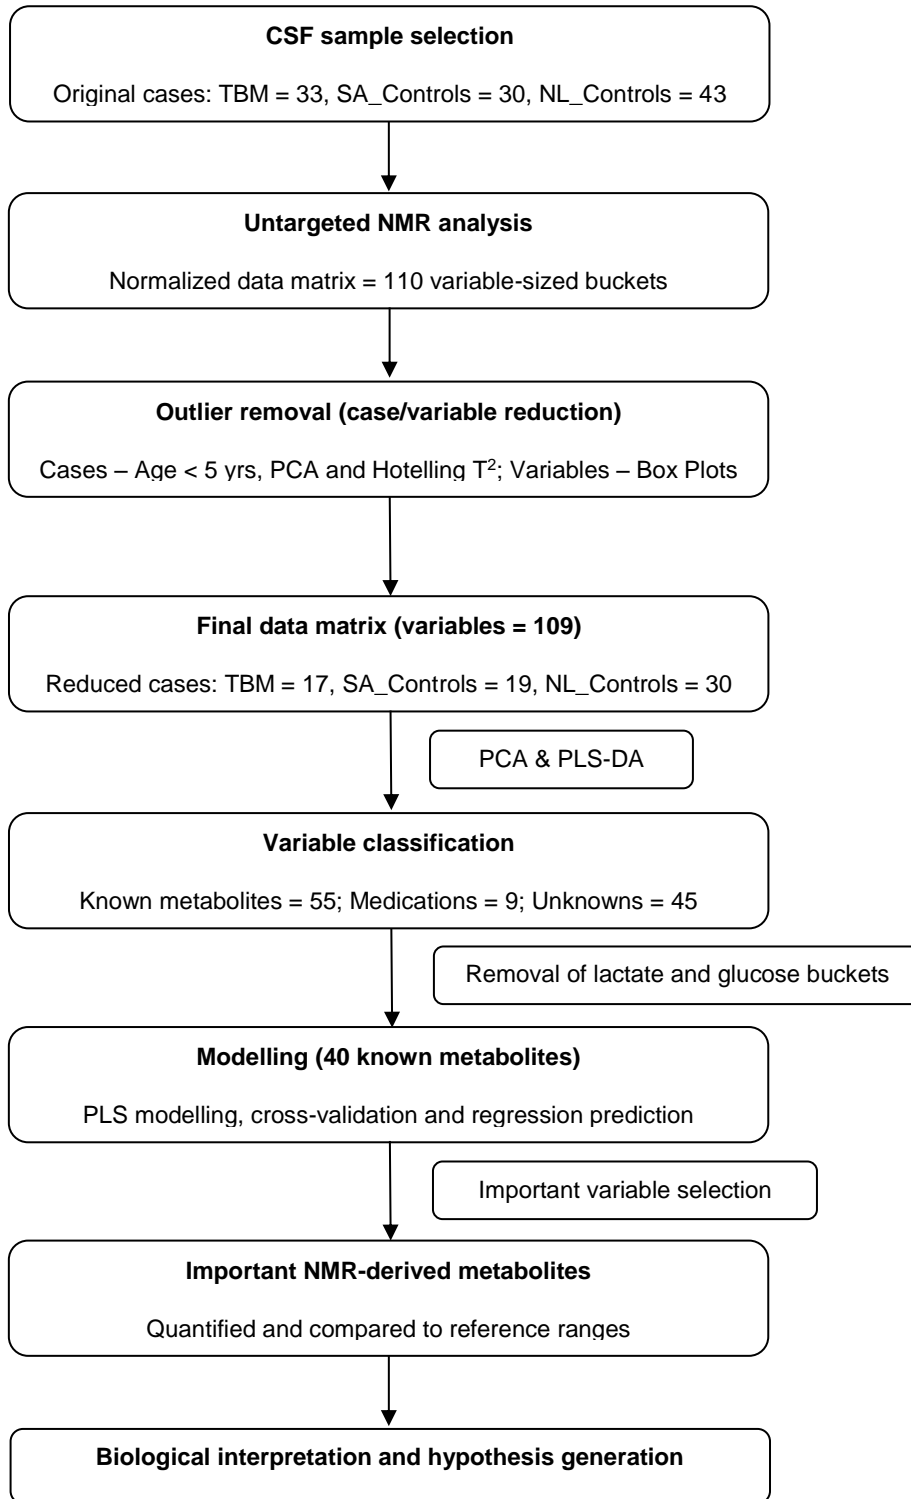 CSF sample selection
Original cases: TBM = 33, SA_Controls = 30, NL_Controls = 43
Untargeted NMR analysis
Normalized data matrix = 110 variable-sized buckets
Outlier removal (case/variable reduction)
Cases – Age < 5 yrs, PCA and Hotelling T²; Variables – Box Plots
Final data matrix (variables = 109)
Reduced cases: TBM = 17, SA_Controls = 19, NL_Controls = 30
PCA & PLS-DA
Variable classification
Known metabolites = 55; Medications = 9; Unknowns = 45
Removal of lactate and glucose buckets
Modelling (40 known metabolites)
PLS modelling, cross-validation and regression prediction
Important variable selection
Important NMR-derived metabolites
Quantified and compared to reference ranges
Biological interpretation and hypothesis generation